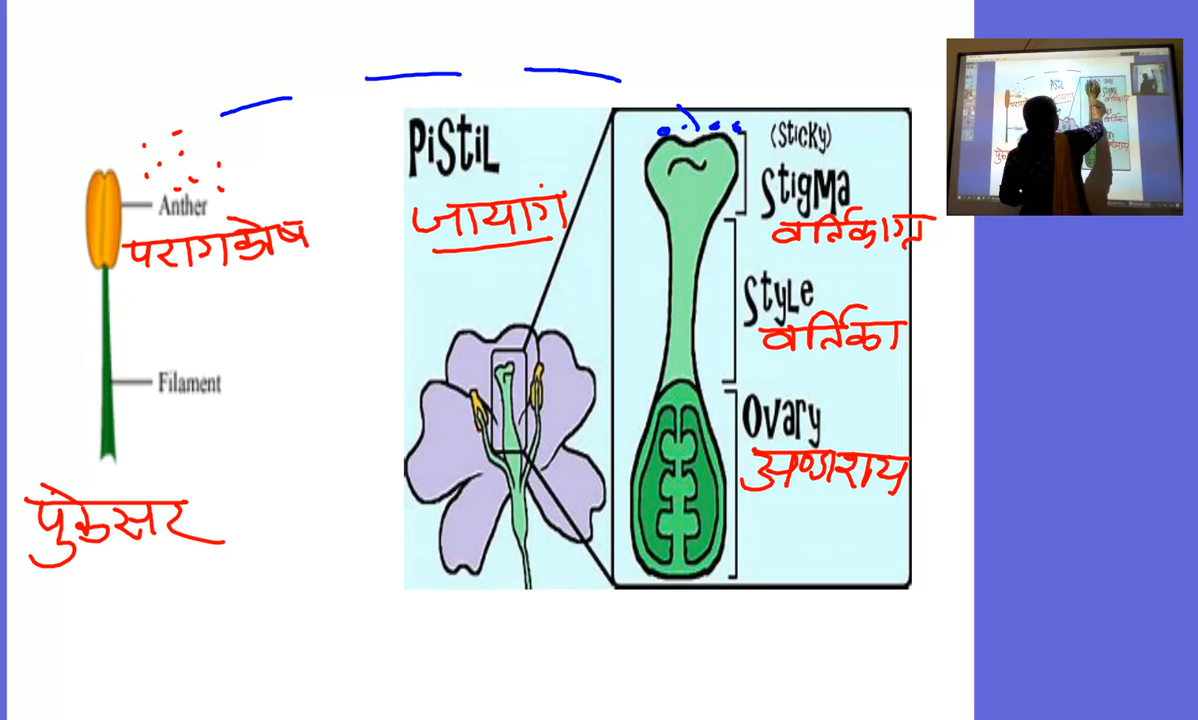 Anther
परागकोष
Filament
पुंकेसर
PiStiL
जायांग
(Sticky)
StigMa
वर्तिकाग्र
StyLe
वर्तिका
Ovary
अण्डाशय